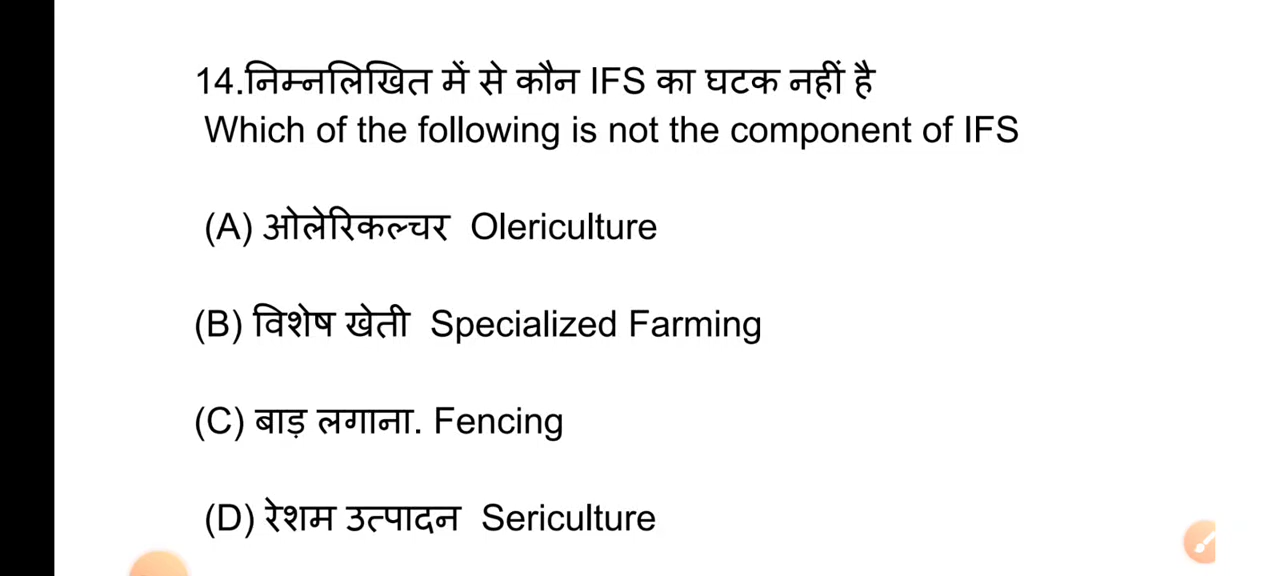 14.निम्नलिखित में से कौन IFS का घटक नहीं है
Which of the following is not the component of IFS
(A) ओलेरिकल्चर Olericulture
(B) विशेष खेती Specialized Farming
(C) बाड़ लगाना. Fencing
(D) रेशम उत्पादन Sericulture